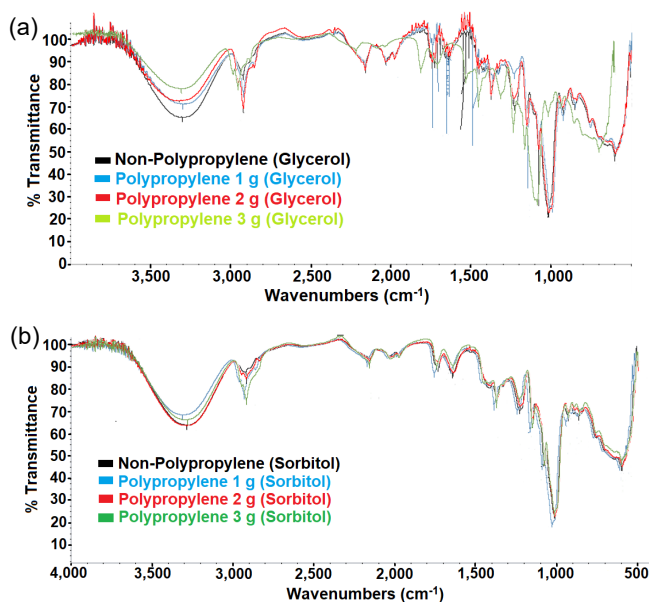 (a)
100
90
80
70
60
50
40
30
20
10
0
% Transmittance
Non-Polypropylene (Glycerol)
Polypropylene 1 g (Glycerol)
Polypropylene 2 g (Glycerol)
Polypropylene 3 g (Glycerol)
3,500 3,000 2,500 2,000 1,500 1,000
Wavenumbers (cm-1)
(b)
100
90
80
70
60
50
40
30
20
10
% Transmittance
Non-Polypropylene (Sorbitol)
Polypropylene 1 g (Sorbitol)
Polypropylene 2 g (Sorbitol)
Polypropylene 3 g (Sorbitol)
4,000 3,500 3,000 2,500 2,000 1,500 1,000 500
Wavenumbers (cm-1)